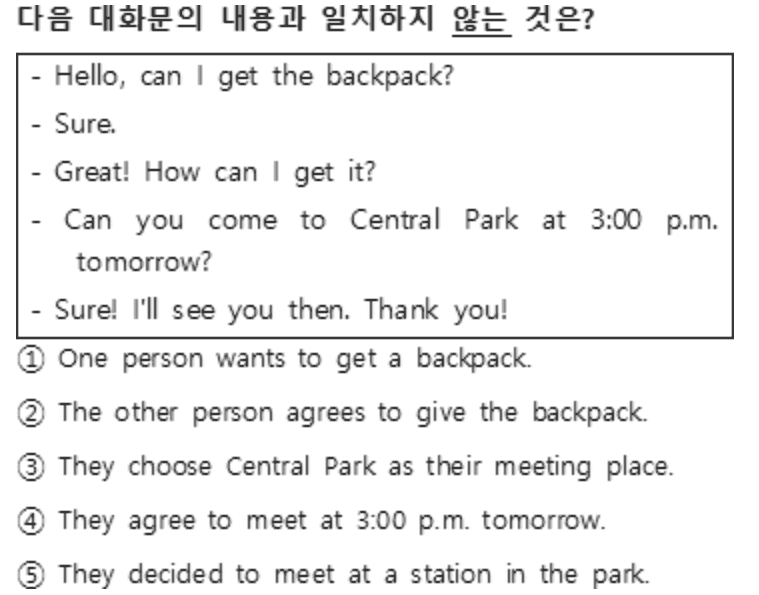 다음 대화문의 내용과 일치하지 않는 것은?
- Hello, can I get the backpack?
- Sure.
- Great! How can I get it?
- Can you come to Central Park at 3:00 p.m.
tomorrow?
- Sure! I'll see you then. Thank you!
① One person wants to get a backpack.
② The other person agrees to give the backpack.
③ They choose Central Park as their meeting place.
④ They agree to meet at 3:00 p.m. tomorrow.
⑤ They decided to meet at a station in the park.